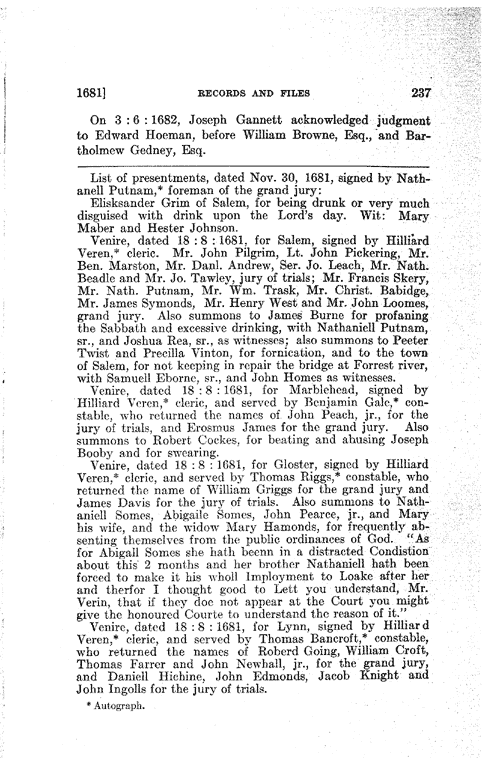 1681] RECORDS AND FILES 237
On 3 : 6 : 1682, Joseph Gannett acknowledged judgment
to Edward Hoeman, before William Browne, Esq., and Bar-
tholmew Gedney, Esq.
List of presentments, dated Nov. 30, 1681, signed by Nath-
anell Putnam,* foreman of the grand jury:
Elisksander Grim of Salem, for being drunk or very much
disguised with drink upon the Lord's day. Wit: Mary
Maber and Hester Johnson.
Venire, dated 18 : 8 : 1681, for Salem, signed by Hilliard
Veren,* cleric. Mr. John Pilgrim, Lt. John Pickering, Mr.
Ben. Marston, Mr. Danl. Andrew, Ser. Jo. Leach, Mr. Nath.
Beadle and Mr. Jo. Tawley, jury of trials; Mr. Francis Skery,
Mr. Nath. Putnam, Mr. Wm. Trask, Mr. Christ. Babidge,
Mr. James Symonds, Mr. Henry West and Mr. John Loomes,
grand jury. Also summons to James Burne for profaning
the Sabbath and excessive drinking, with Nathaniell Putnam,
sr., and Joshua Rea, sr., as witnesses; also summons to Peeter
Twist and Precilla Vinton, for fornication, and to the town
of Salem, for not keeping in repair the bridge at Forrest river,
with Samuell Eborne, sr., and John Homes as witnesses.
Venire, dated 18 : 8 : 1681, for Marblehead, signed by
Hilliard Veren,* cleric, and served by Benjamin Gale,* con-
stable, who returned the names of John Peach, jr., for the
jury of trials, and Erosmus James for the grand jury. Also
summons to Robert Cockes, for beating and abusing Joseph
Booby and for swearing.
Venire, dated 18 : 8 : 1681, for Gloster, signed by Hilliard
Veren,* cleric, and served by Thomas Riggs,* constable, who
returned the name of William Griggs for the grand jury and
James Davis for the jury of trials. Also summons to Nath-
aniell Somes, Abigaile Somes, John Pearce, jr., and Mary
his wife, and the widow Mary Hamonds, for frequently ab-
senting themselves from the public ordinances of God. "As
for Abigail Somes she hath beenn in a distracted Condistion
about this 2 months and her brother Nathaniell hath been
forced to make it his wholl Imployment to Loake after her
and therfor I thought good to Lett you understand, Mr.
Verin, that if they doe not appear at the Court you might
give the honoured Courte to understand the reason of it."
Venire, dated 18 : 8 : 1681, for Lynn, signed by Hilliard
Veren,* cleric, and served by Thomas Bancroft,* constable,
who returned the names of Roberd Going, William Croft,
Thomas Farrer and John Newhall, jr., for the grand jury,
and Daniell Hichine, John Edmonds, Jacob Knight and
John Ingolls for the jury of trials.
* Autograph.